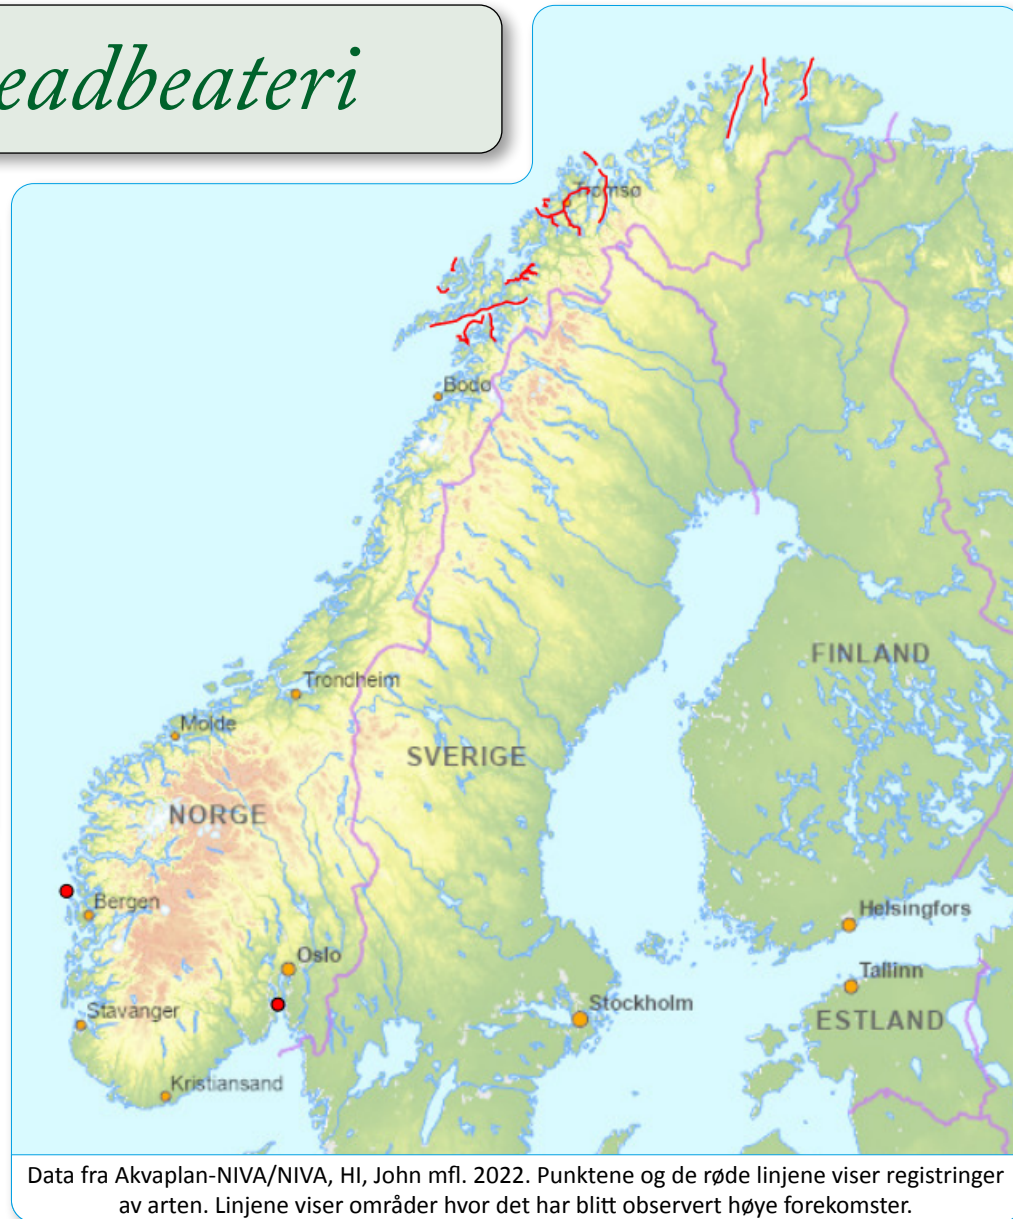 eadbeateri
Tromsø
Bodø
Trondheim
Molde
FINLAND
SVERIGE
NORGE
Bergen
Helsingfors
Oslo
Tallinn
Stockholm
Stavanger
ESTLAND
Kristiansand
Data fra Akvaplan-NIVA/NIVA, HI, John mfl. 2022. Punktene og de røde linjene viser registringer
av arten. Linjene viser områder hvor det har blitt observert høye forekomster.